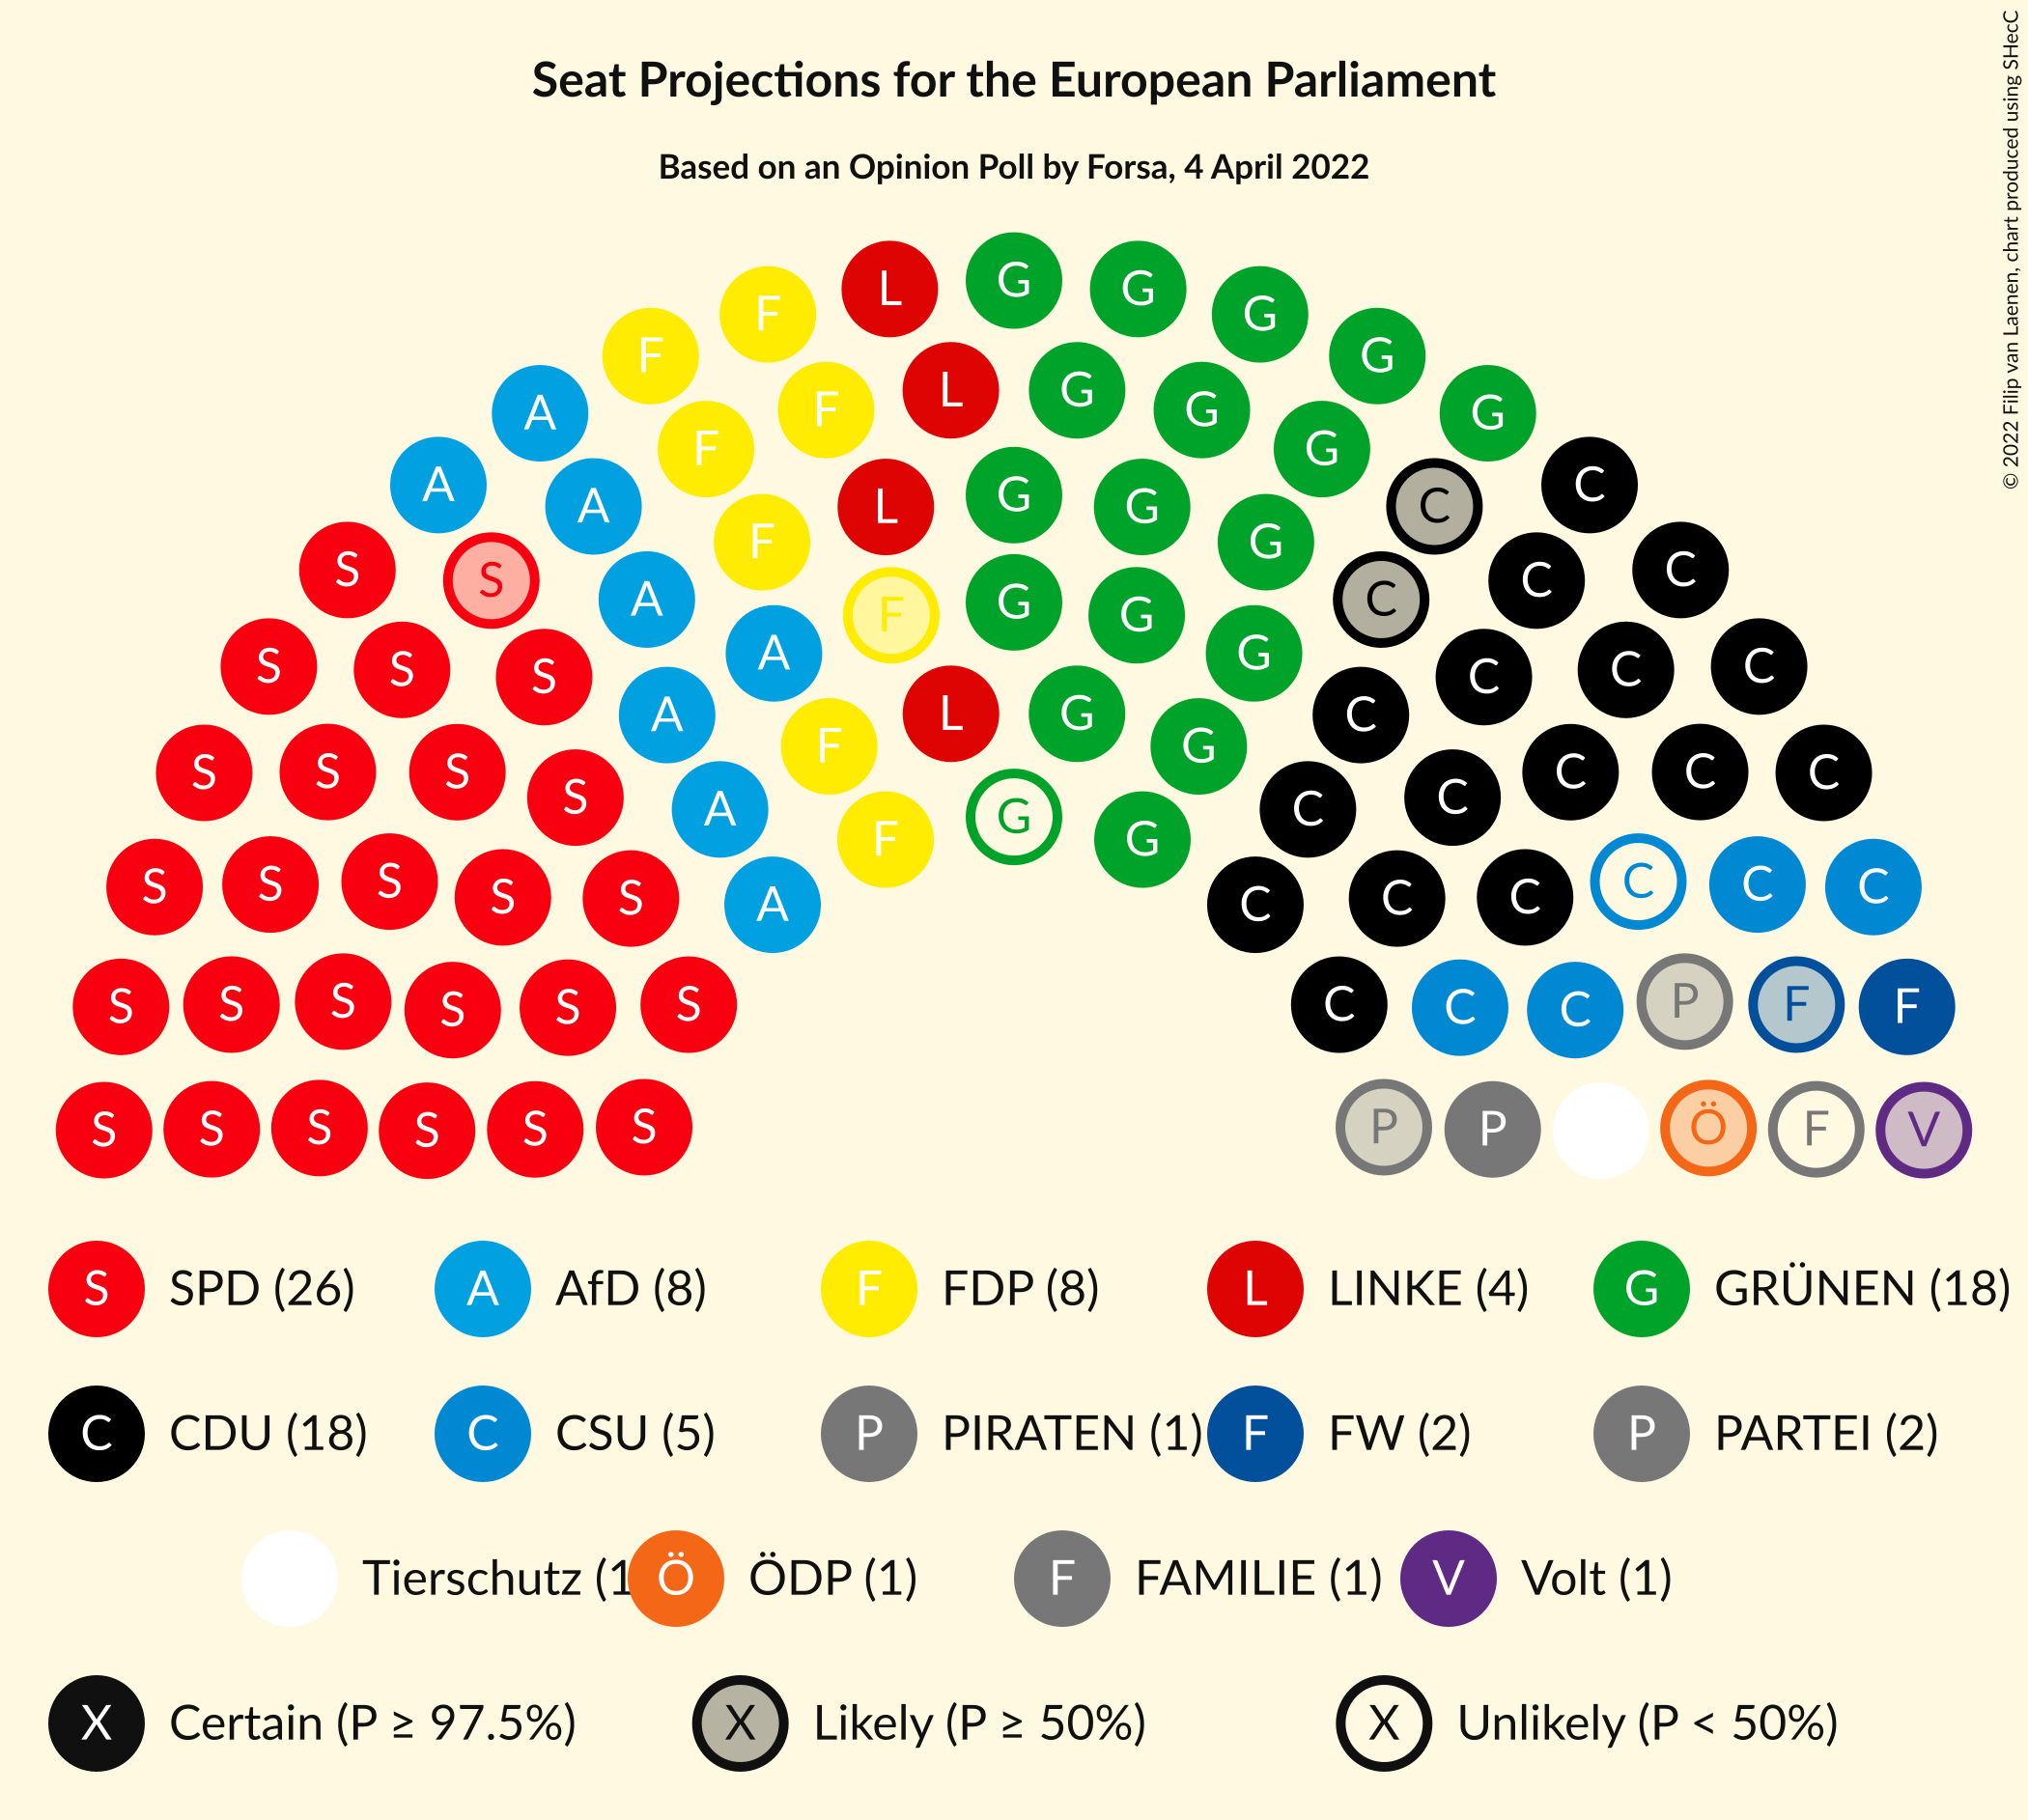 Seat Projections for the European Parliament
Based on an Opinion Poll by Forsa, 4 April 2022
© 2022 Filip van Laenen, chart produced using SHecC
L G G G
F F G
A F L G G G G
A A F L G G G C C
S S A F F G G G C C C
S S S A A F L G G G C C C C
S S S S A F G G C C C C C
S S S S S A F G G C C C C C C
S S S S S S C C C P F F
S S S S S S P P Ö F V
S SPD (26) A AfD (8) F FDP (8) L LINKE (4) G GRÜNEN (18)
C CDU (18) C CSU (5) P PIRATEN (1) F FW (2) P PARTEI (2)
Tierschutz (1 Ö ÖDP (1) F FAMILIE (1) V Volt (1)
X Certain (P ≥ 97.5%) X Likely (P ≥ 50%) X Unlikely (P < 50%)